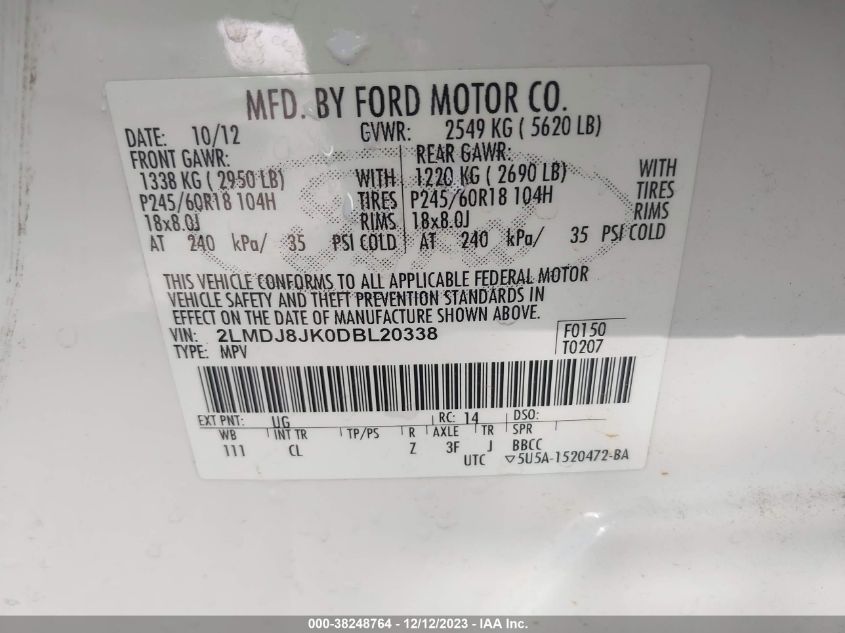 MFD. BY FORD MOTOR CO.
DATE: 10/12 GVWR: 2549 KG ( 5620 LB)
FRONT GAWR: REAR GAWR:
1338 KG ( 2950 LB) WITH 1220 KG ( 2690 LB) WITH
P245/60R18 104H TIRES P245/60R18 104H TIRES
18x8.0J RIMS 18x8.0J RIMS
AT 240 kPa/ 35 PSI COLD AT 240 kPa/ 35 PSI COLD
THIS VEHICLE CONFORMS TO ALL APPLICABLE FEDERAL MOTOR
VEHICLE SAFETY AND THEFT PREVENTION STANDARDS IN
EFFECT ON THE DATE OF MANUFACTURE SHOWN ABOVE.
VIN: 2LMDJ8JK0DBL20338 F0150
TYPE: MPV T0207
EXT PNT: UG RC: 14 DSO:
WB INT TR TP/PS R AXLE TR SPR
111 CL Z 3F J BBCC
UTC ▽5U5A-1520472-BA
000-38248764 - 12/12/2023 - IAA Inc.